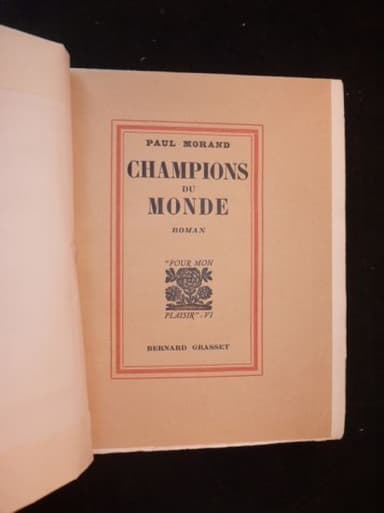 PAUL MORAND
CHAMPIONS
DU
MONDE
ROMAN
"POUR MON
PLAISIR"-VI
BERNARD GRASSET